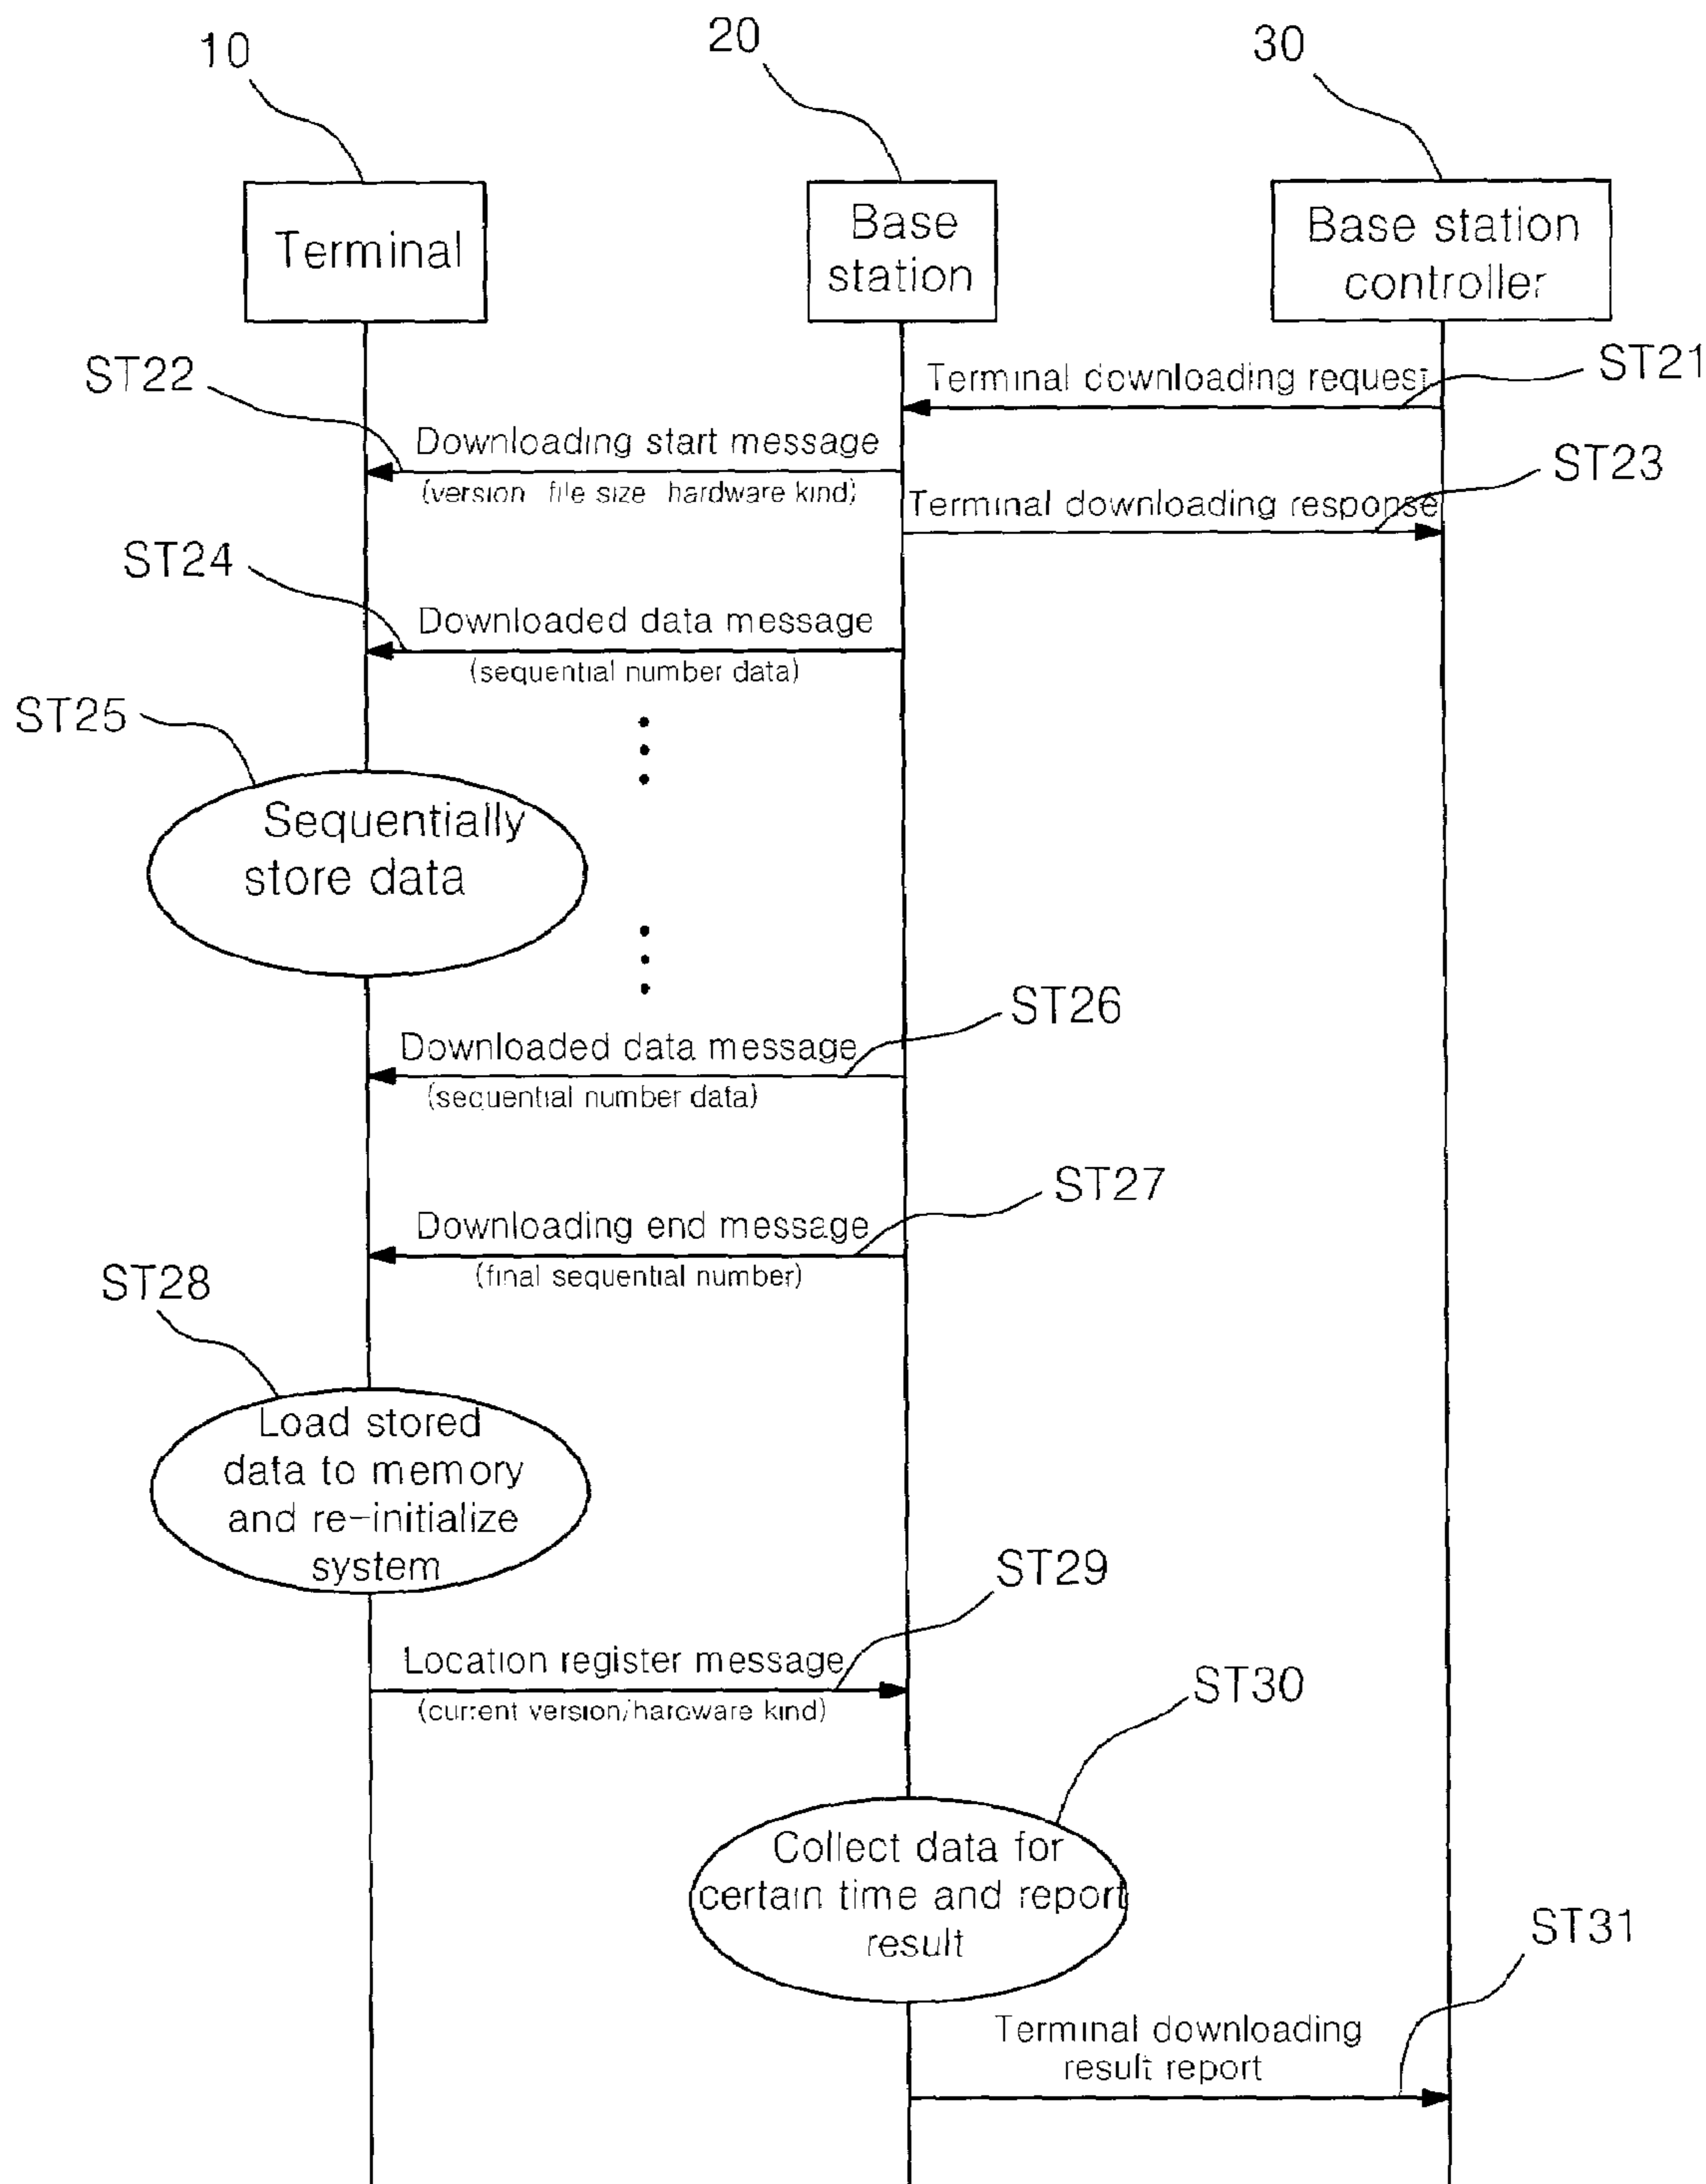 10
20
30
Terminal
Base
station
Base station
controller
ST21
Terminal downloading request
ST22
Downloading start message
(version file size hardware kind)
ST23
Terminal downloading response
ST24
Downloaded data message
(sequential number data)
ST25
Sequentially
store data
ST26
Downloaded data message
(sequential number data)
ST27
Downloading end message
(final sequential number)
ST28
Load stored
data to memory
and re-initialize
system
ST29
Location register message
(current version/hardware kind)
ST30
Collect data for
certain time and report
result
ST31
Terminal downloading
result report